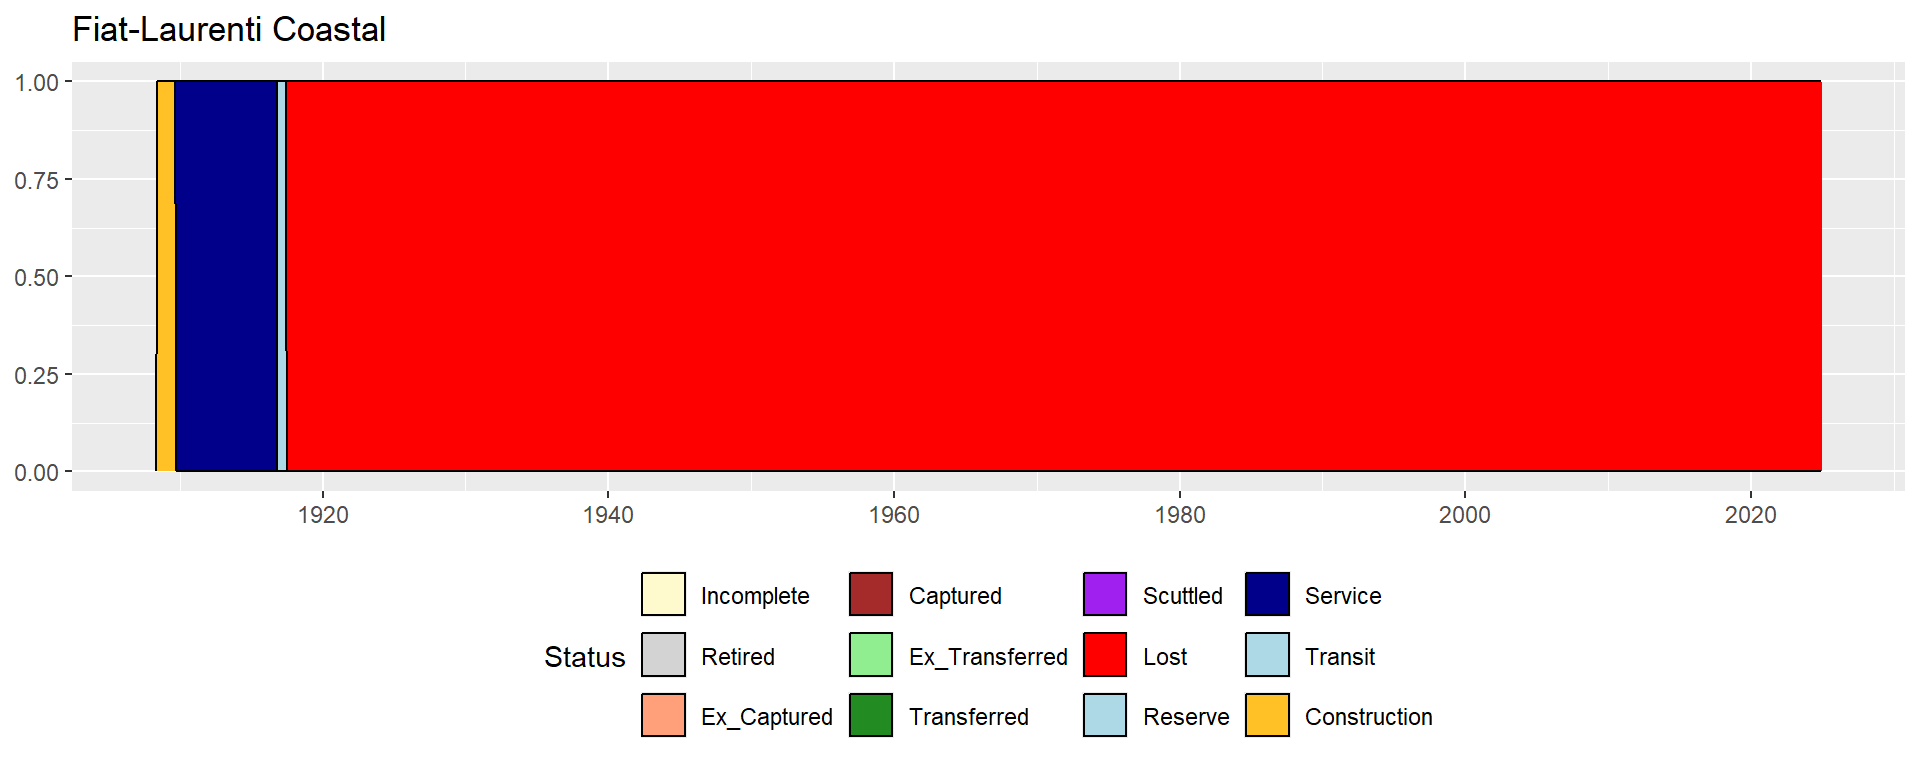 Fiat-Laurenti Coastal
1.00
0.75
0.50
0.25
0.00
1920 1940 1960 1980 2000 2020
Incomplete Captured Scuttled Service
Status Retired Ex_Transferred Lost Transit
Ex_Captured Transferred Reserve Construction